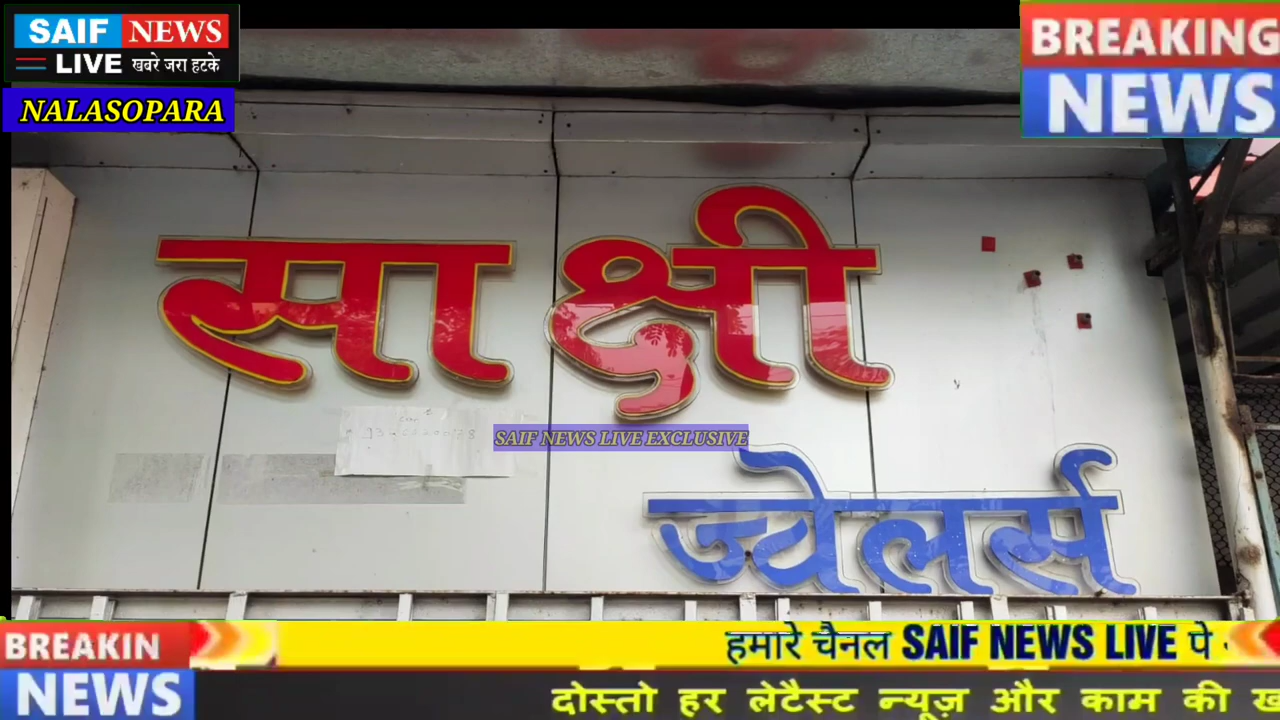 SAIF NEWS
LIVE खबरे जरा हटके
NALASOPARA
BREAKING
NEWS
साक्षी
SAIF NEWS LIVE EXCLUSIVE
ज्वेलर्स
BREAKIN
NEWS
हमारे चैनल SAIF NEWS LIVE पे
दोस्तो हर लेटैस्ट न्यूज़ और काम की ख